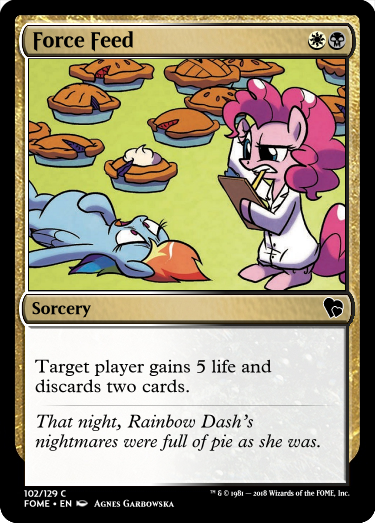 Force Feed
Sorcery
Target player gains 5 life and
discards two cards.
That night, Rainbow Dash's
nightmares were full of pie as she was.
102/129 C
FOME • EN Agnes Garbowska
™ & © 1981 — 2018 Wizards of the FOME, Inc.